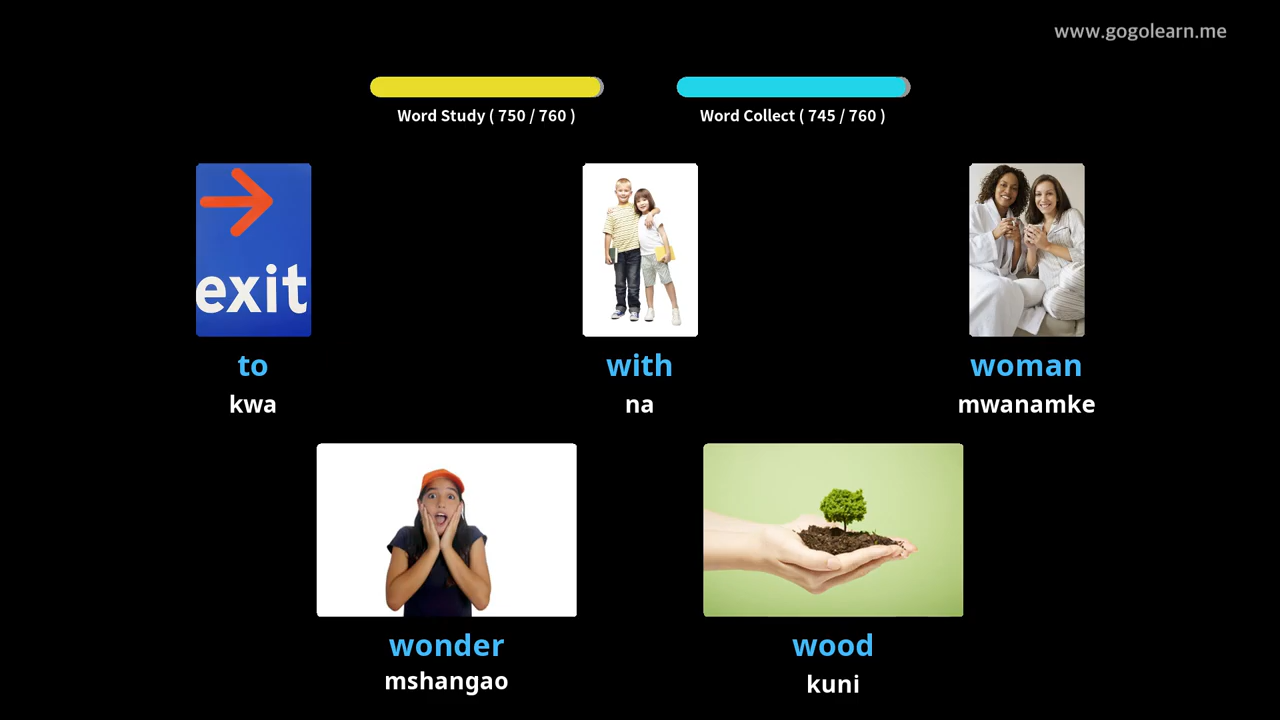 www.gogolearn.me
Word Study ( 750 / 760 )
Word Collect ( 745 / 760 )
exit
to
kwa
with
na
woman
mwanamke
wonder
mshangao
wood
kuni